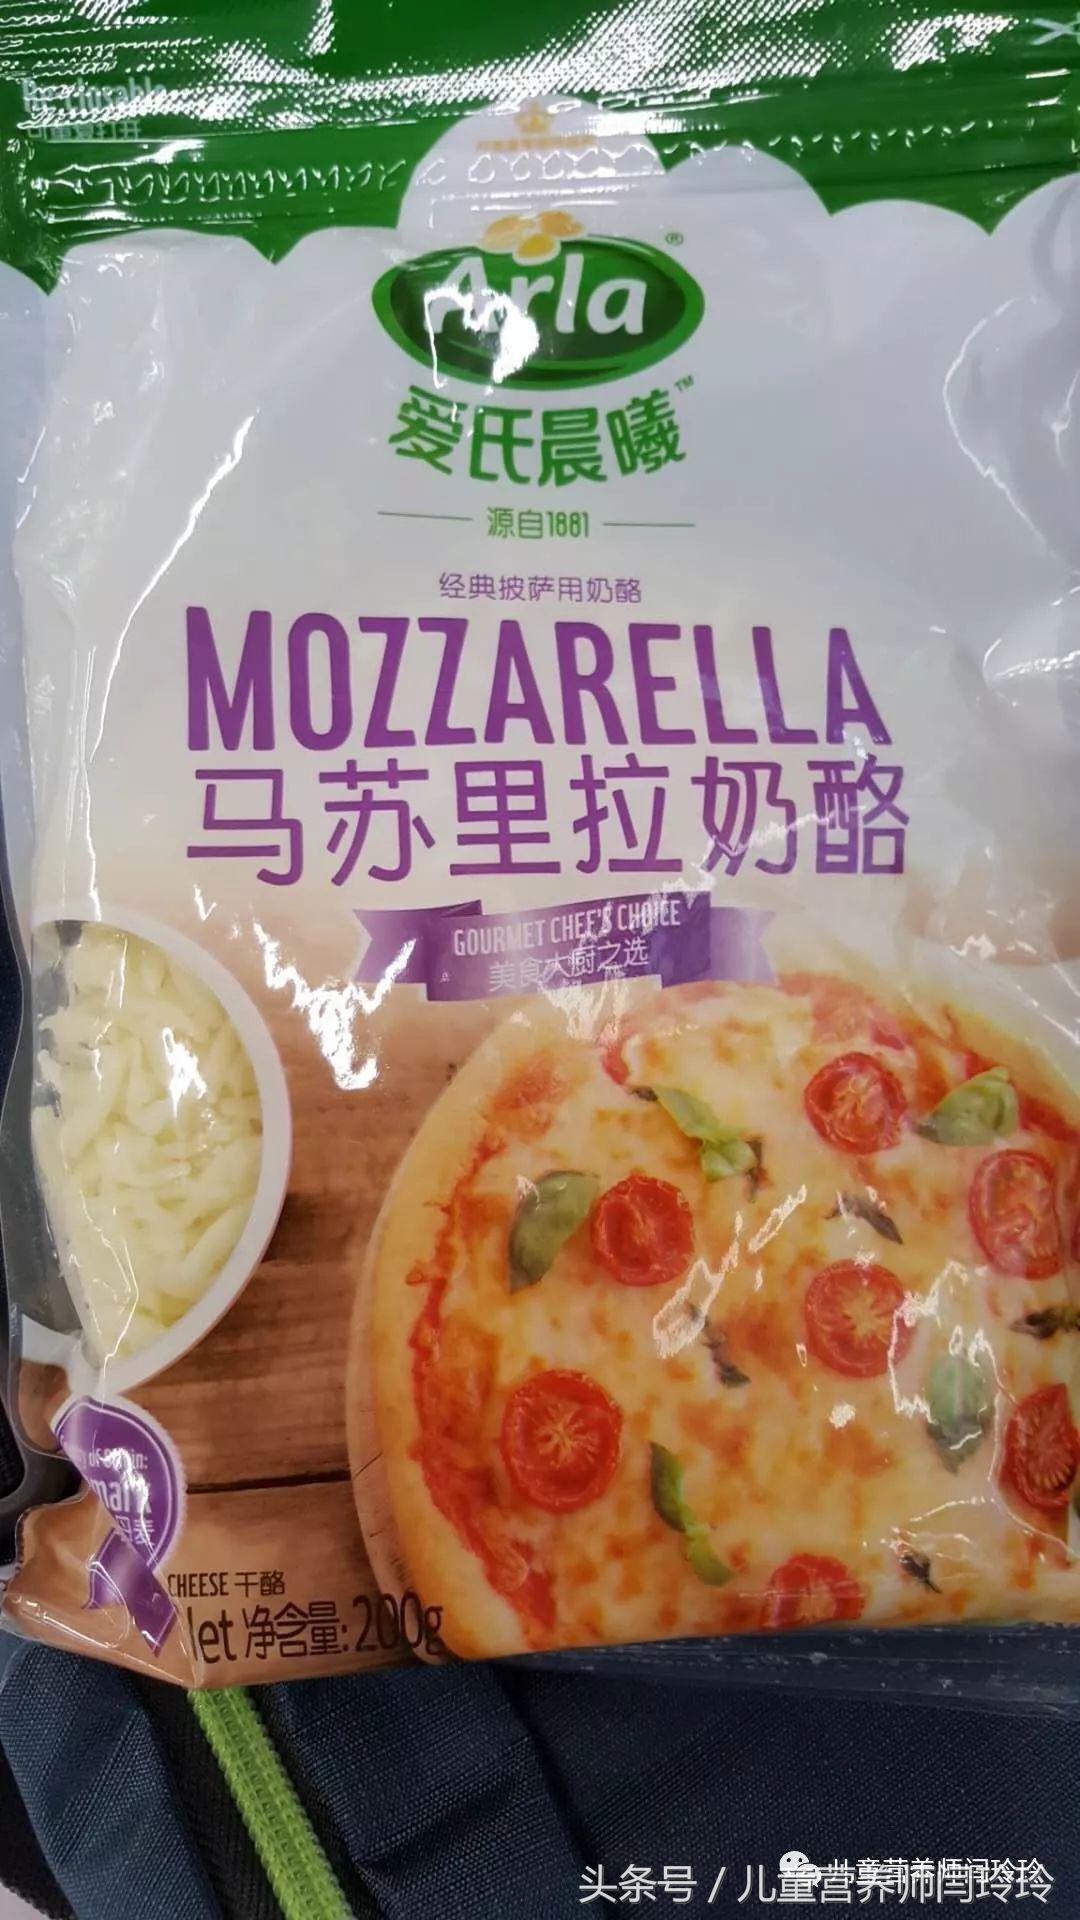 Arla
爱氏晨曦™
源自1881
经典披萨用奶酪
MOZZARELLA
马苏里拉奶酪
GOURMET CHEF'S CHOICE
美食大厨之选
CHEESE 干酪
净含量: 200g
头条号 / 儿童营养师闫玲玲